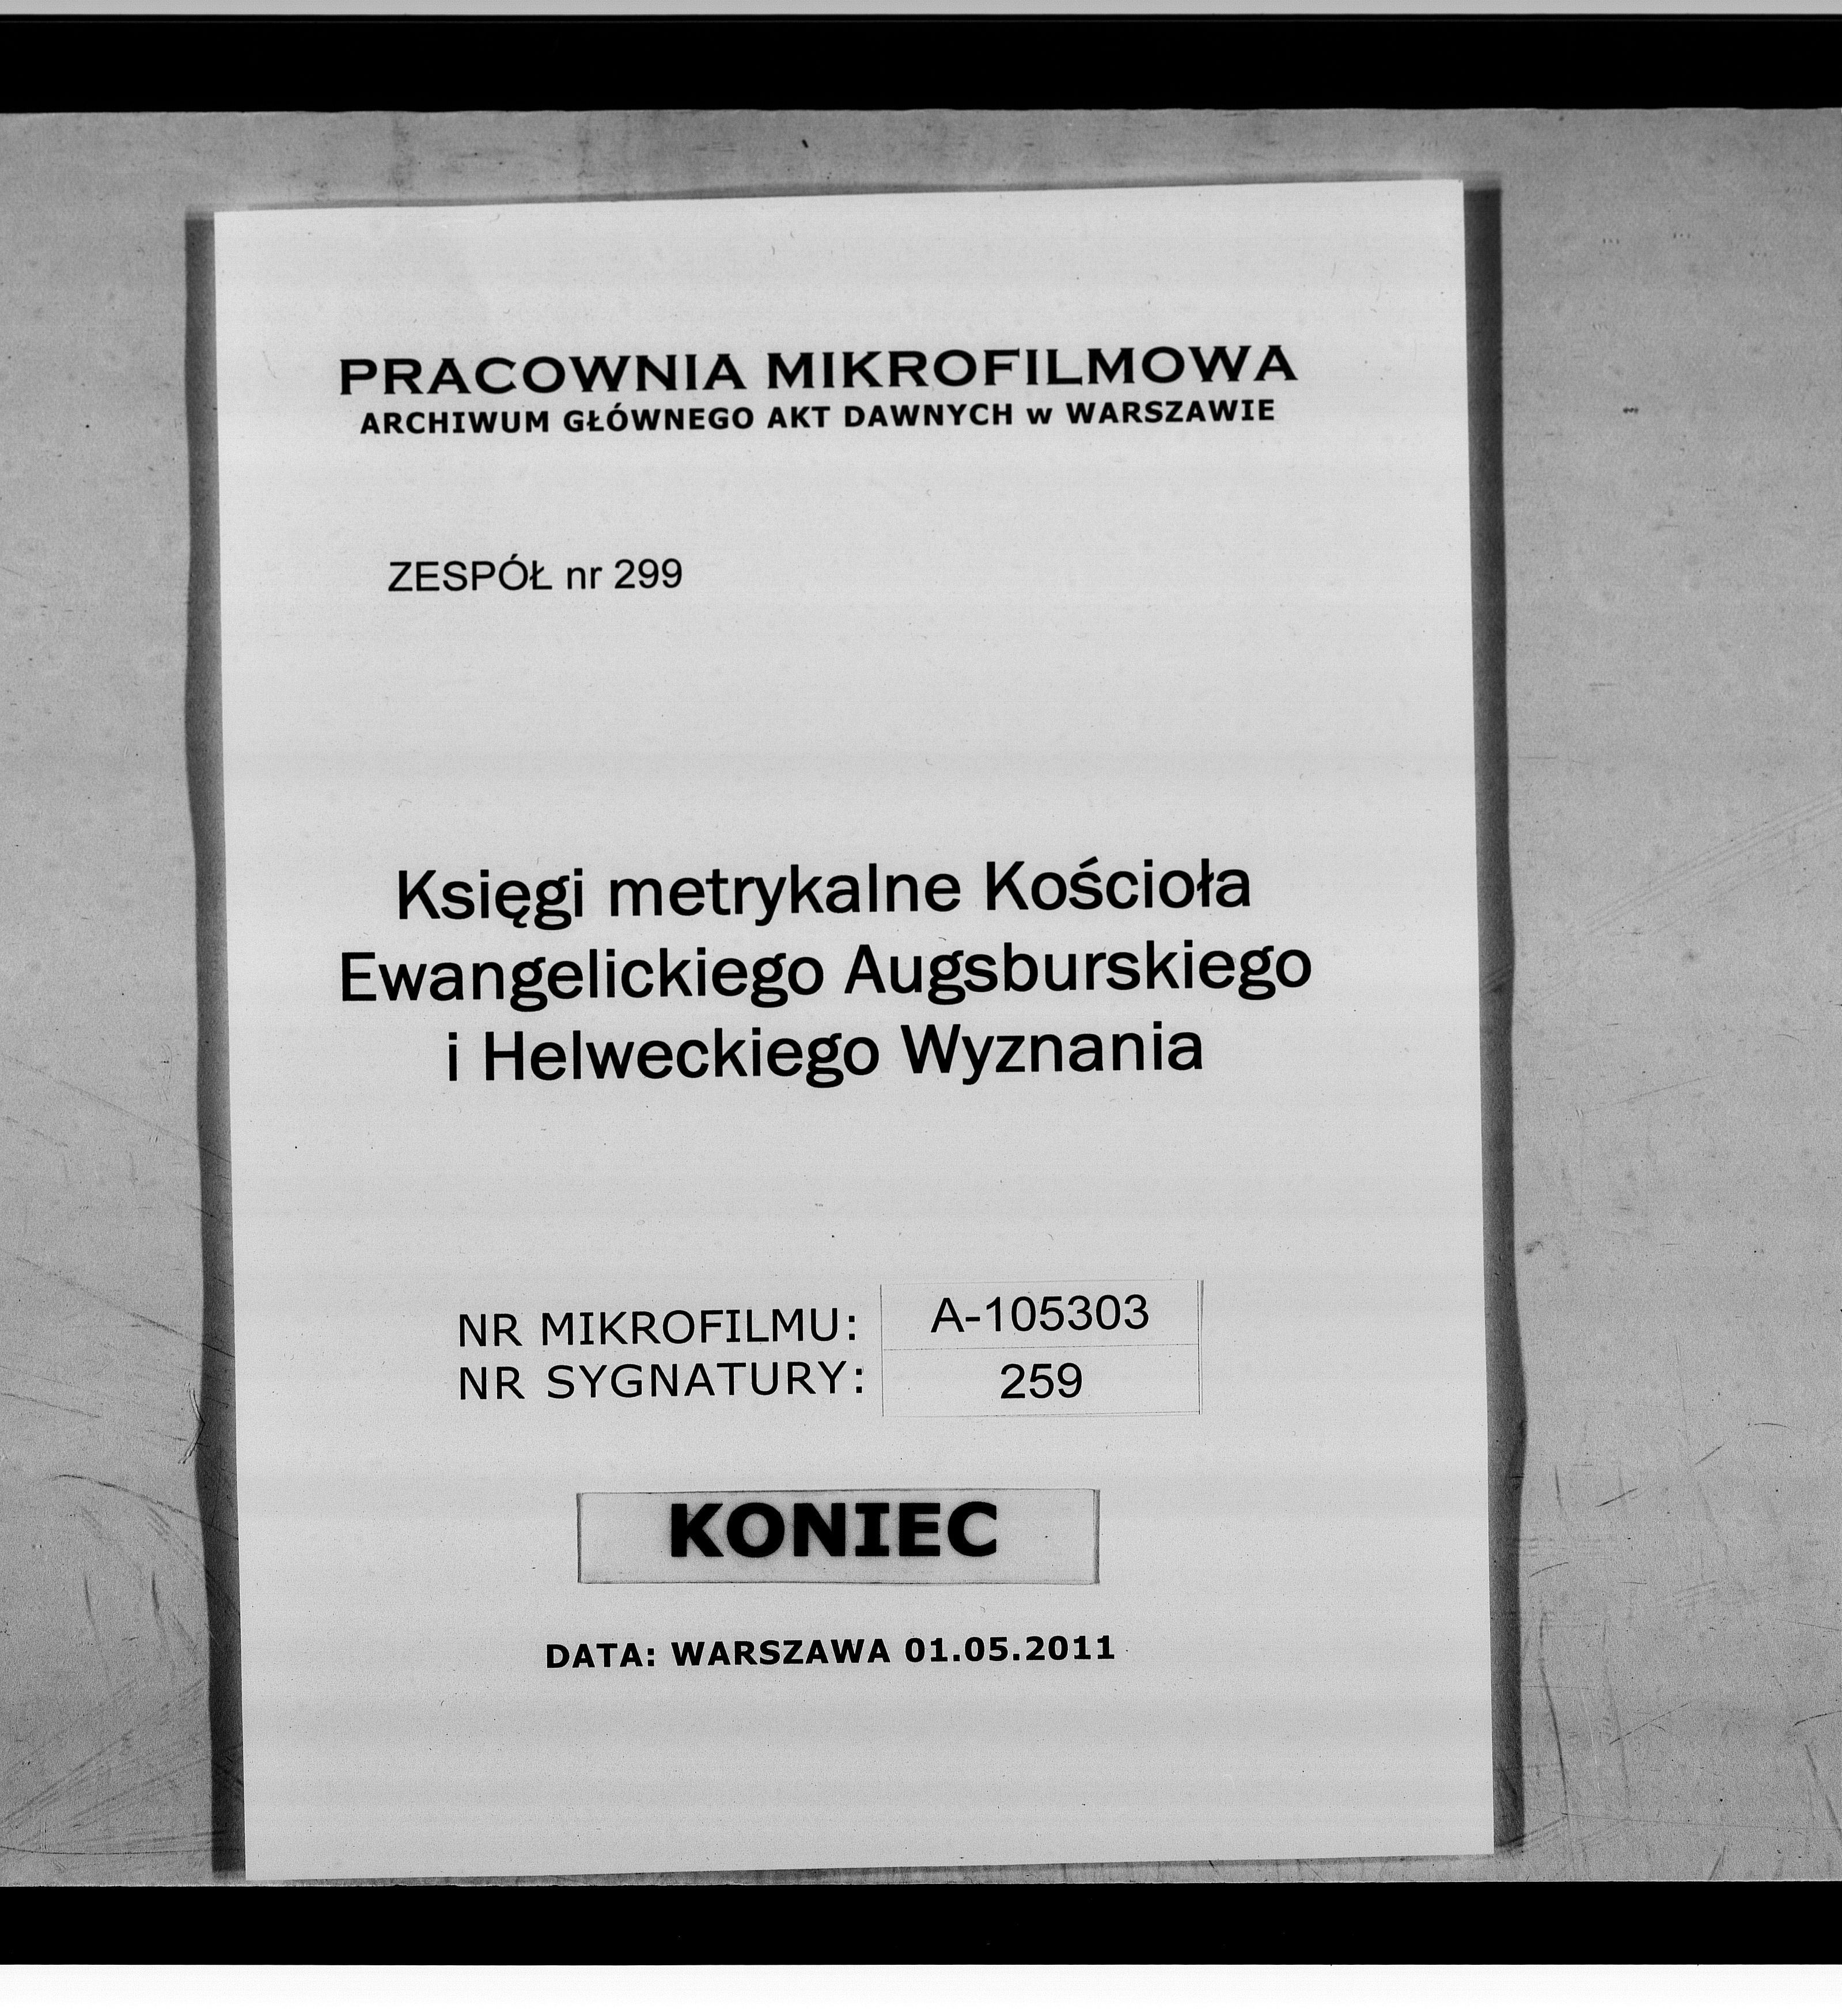 PRACOWNIA MIKROFILMOWA
ARCHIWUM GŁÓWNEGO AKT DAWNYCH w WARSZAWIE
ZESPÓŁ nr 299
Księgi metrykalne Kościoła
Ewangelickiego Augsburskiego
i Helweckiego Wyznania
NR MIKROFILMU: A-105303
NR SYGNATURY: 259
KONIEC
DATA: WARSZAWA 01.05.2011